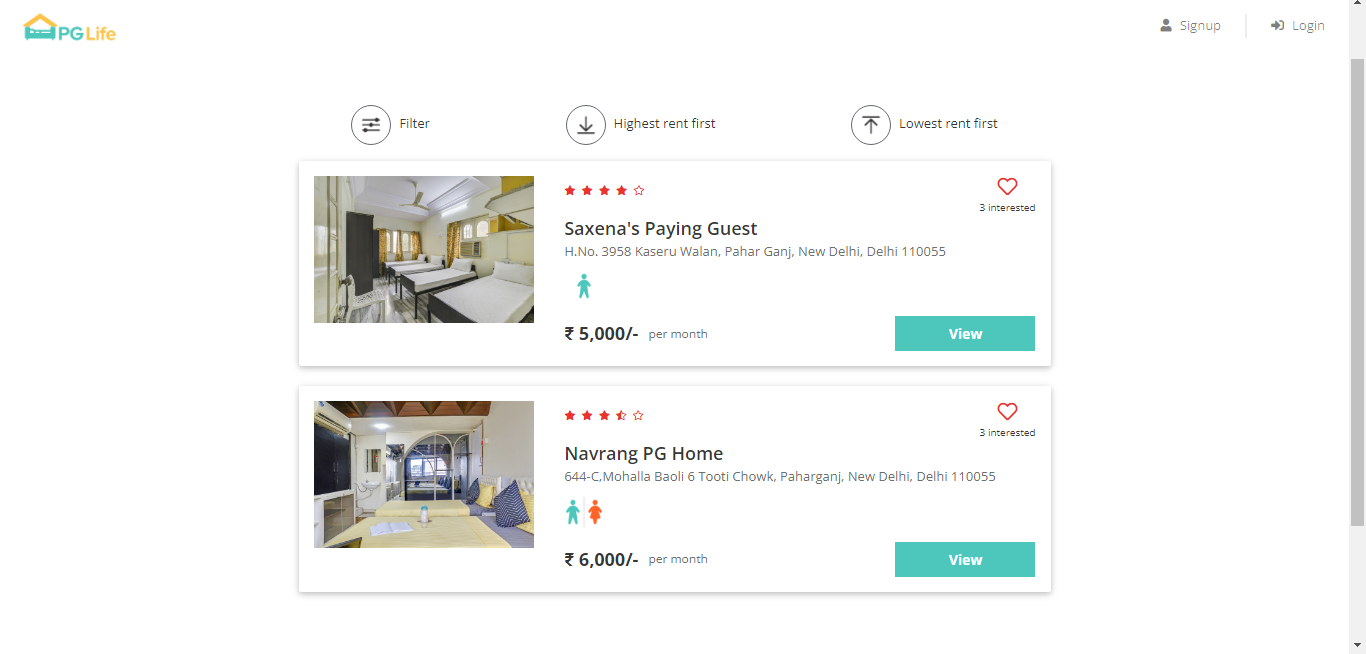 PG Life
Signup
Login
Filter
Highest rent first
Lowest rent first
3 interested
Saxena's Paying Guest
H.No. 3958 Kaseru Walan, Pahar Ganj, New Delhi, Delhi 110055
₹ 5,000/- per month
View
3 interested
Navrang PG Home
644-C,Mohalla Baoli 6 Tooti Chowk, Paharganj, New Delhi, Delhi 110055
₹ 6,000/- per month
View